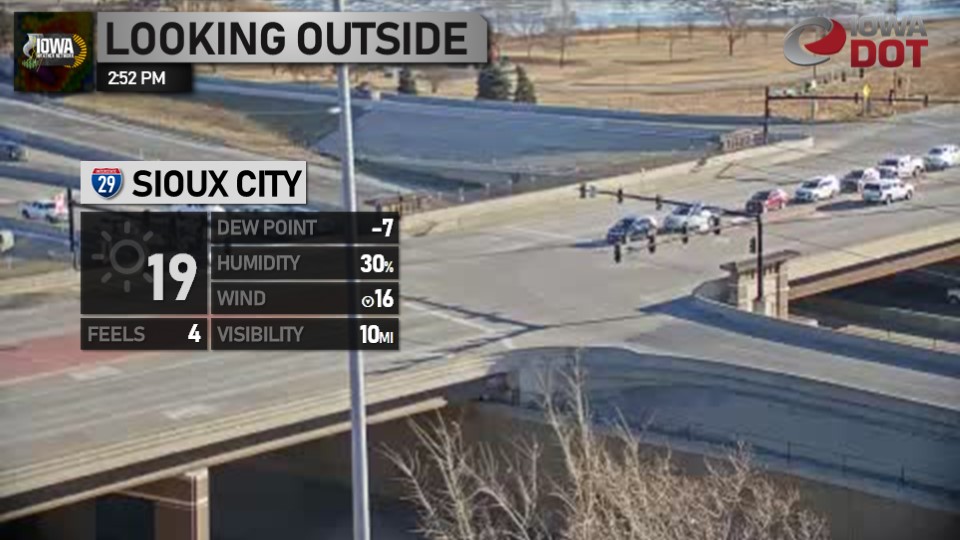 IOWA
LOOKING OUTSIDE
2:52 PM
IOWA
DOT
29
SIOUX CITY
19
FEELS 4
DEW POINT -7
HUMIDITY 30%
WIND 16
VISIBILITY 10MI